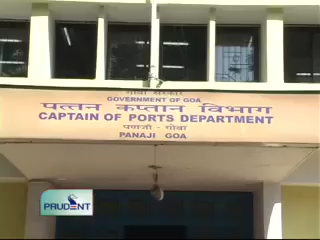 गोवा सरकार
GOVERNMENT OF GOA
पत्तन कप्तान विभाग
CAPTAIN OF PORTS DEPARTMENT
पणजी - गोवा
PANAJI GOA
PRUDENT